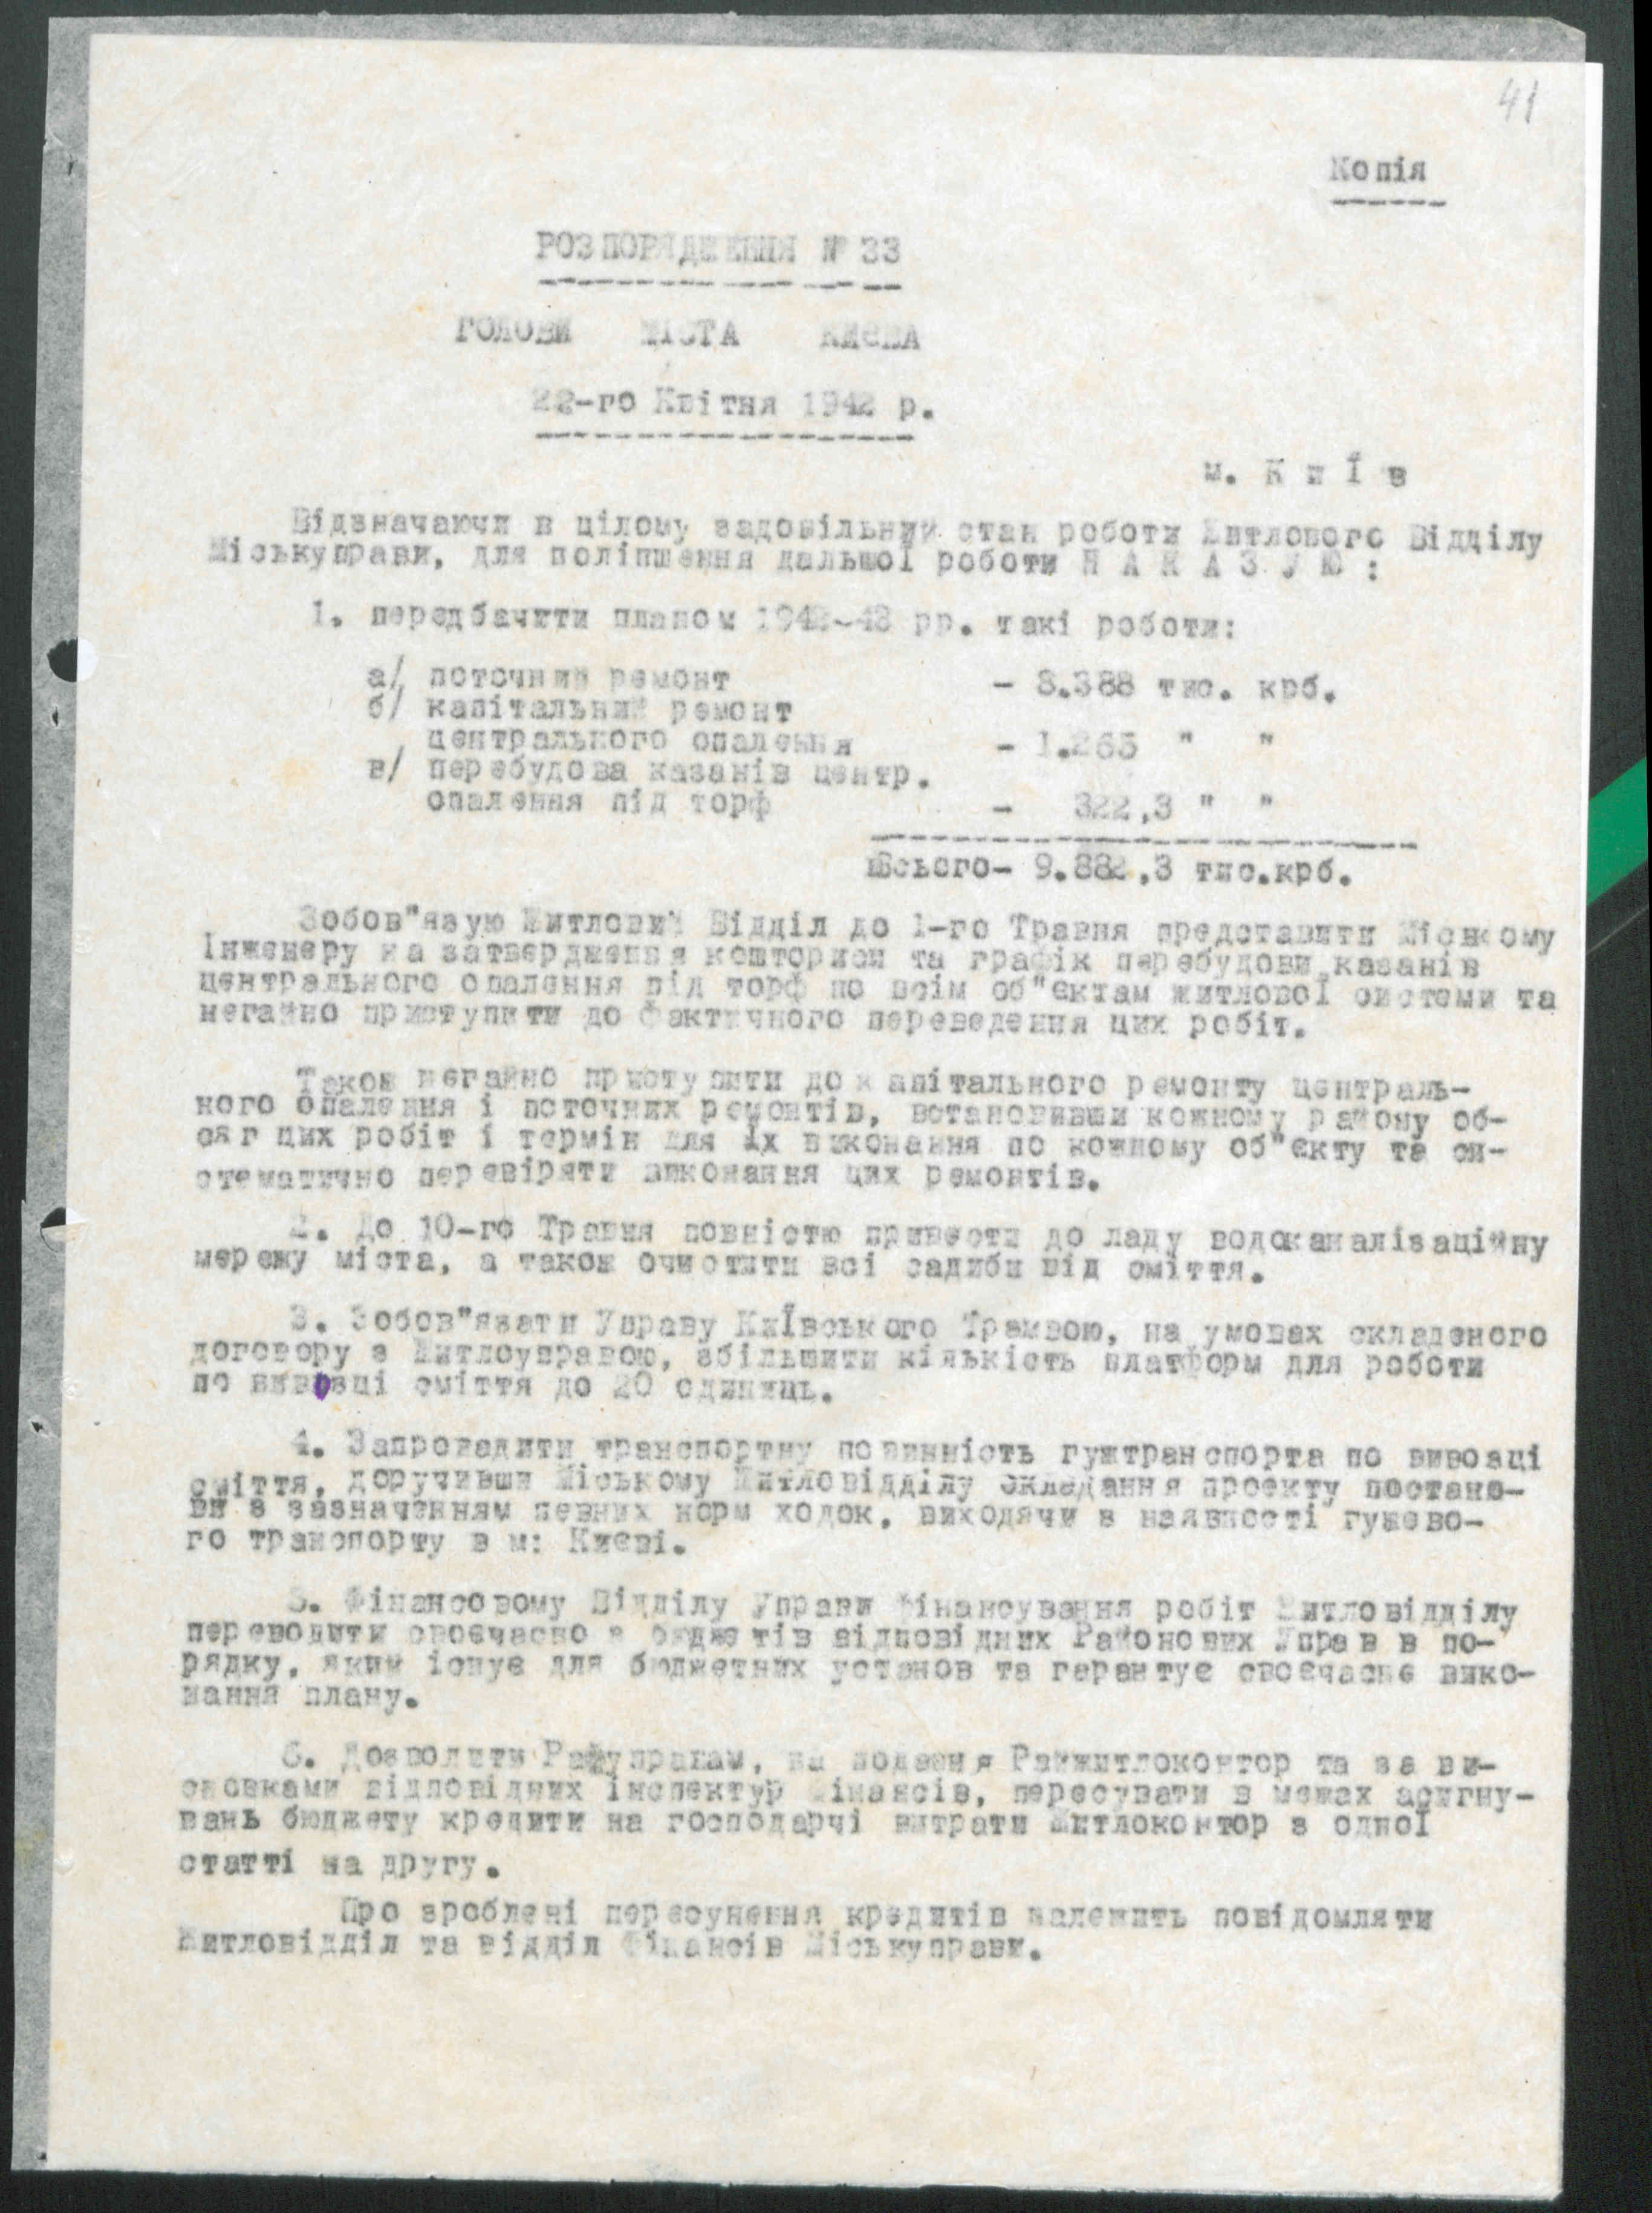 41
Копія
РОЗПОРЯДЖЕННЯ № 33
ГОЛОВИ МІСТА КИЄВА
22-го Квітня 1942 р.
м. К и ї в
Відзначаючи в цілому задовільний стан роботи Житлового Відділу
Міськуправи, для поліпшення дальшої роботи Н А К А З У Ю :
1. передбачити планом 1942-43 рр. такі роботи:
а/ поточний ремонт - 8.388 тис. крб.
б/ капітальний ремонт
центрального опалення - 1.265 " "
в/ перебудова казанів центр.
опалення під торф - 322,3 " "
Всього- 9.882,3 тис.крб.
Зобов"язую Житловий Відділ до 1-го Травня представити Міському
Інженеру на затвердження кошториси та графік перебудови казанів
центрального опалення під торф по всім об"єктам житлової системи та
негайно приступити до фактичного переведення цих робіт.
Також негайно приступити до капітального ремонту централь-
ного опалення і поточних ремонтів, встановивши кожному району об-
сяг цих робіт і термін для їх виконання по кожному об"єкту та си-
стематично перевіряти виконання цих ремонтів.
2. До 10-го Травня повністю привести до ладу водоканалізаційну
мережу міста, а також очистити всі садиби від сміття.
3. Зобов"язати Управу Київського Трамваю, на умовах складеного
договору з Житлоуправою, збільшити кількість платформ для роботи
по вивозці сміття до 20 одиниць.
4. Запровадити транспортну повинність гужтранспорта по вивозці
сміття, доручивши Міському Житловідділу складання проекту постано-
ви з зазначенням певних норм ходок, виходячи з наявності гужево-
го транспорту в м: Києві.
5. Фінансовому Відділу Управи фінансування робіт Житловідділу
переводити своєчасно з бюджетів відповідних Районових Управ в по-
рядку, який існує для бюджетних установ та гарантує своєчасне вико-
нання плану.
6. Дозволити Райуправам, на подання Райжитлоконтор та за ви-
сновками відповідних інспектур фінансів, пересувати в межах асигну-
вань бюджету кредити на господарчі витрати Житлоконтор з одної
статті на другу.
Про зроблені пересунення кредитів належить повідомляти
Житловідділ та відділ Фінансів Міськуправи.